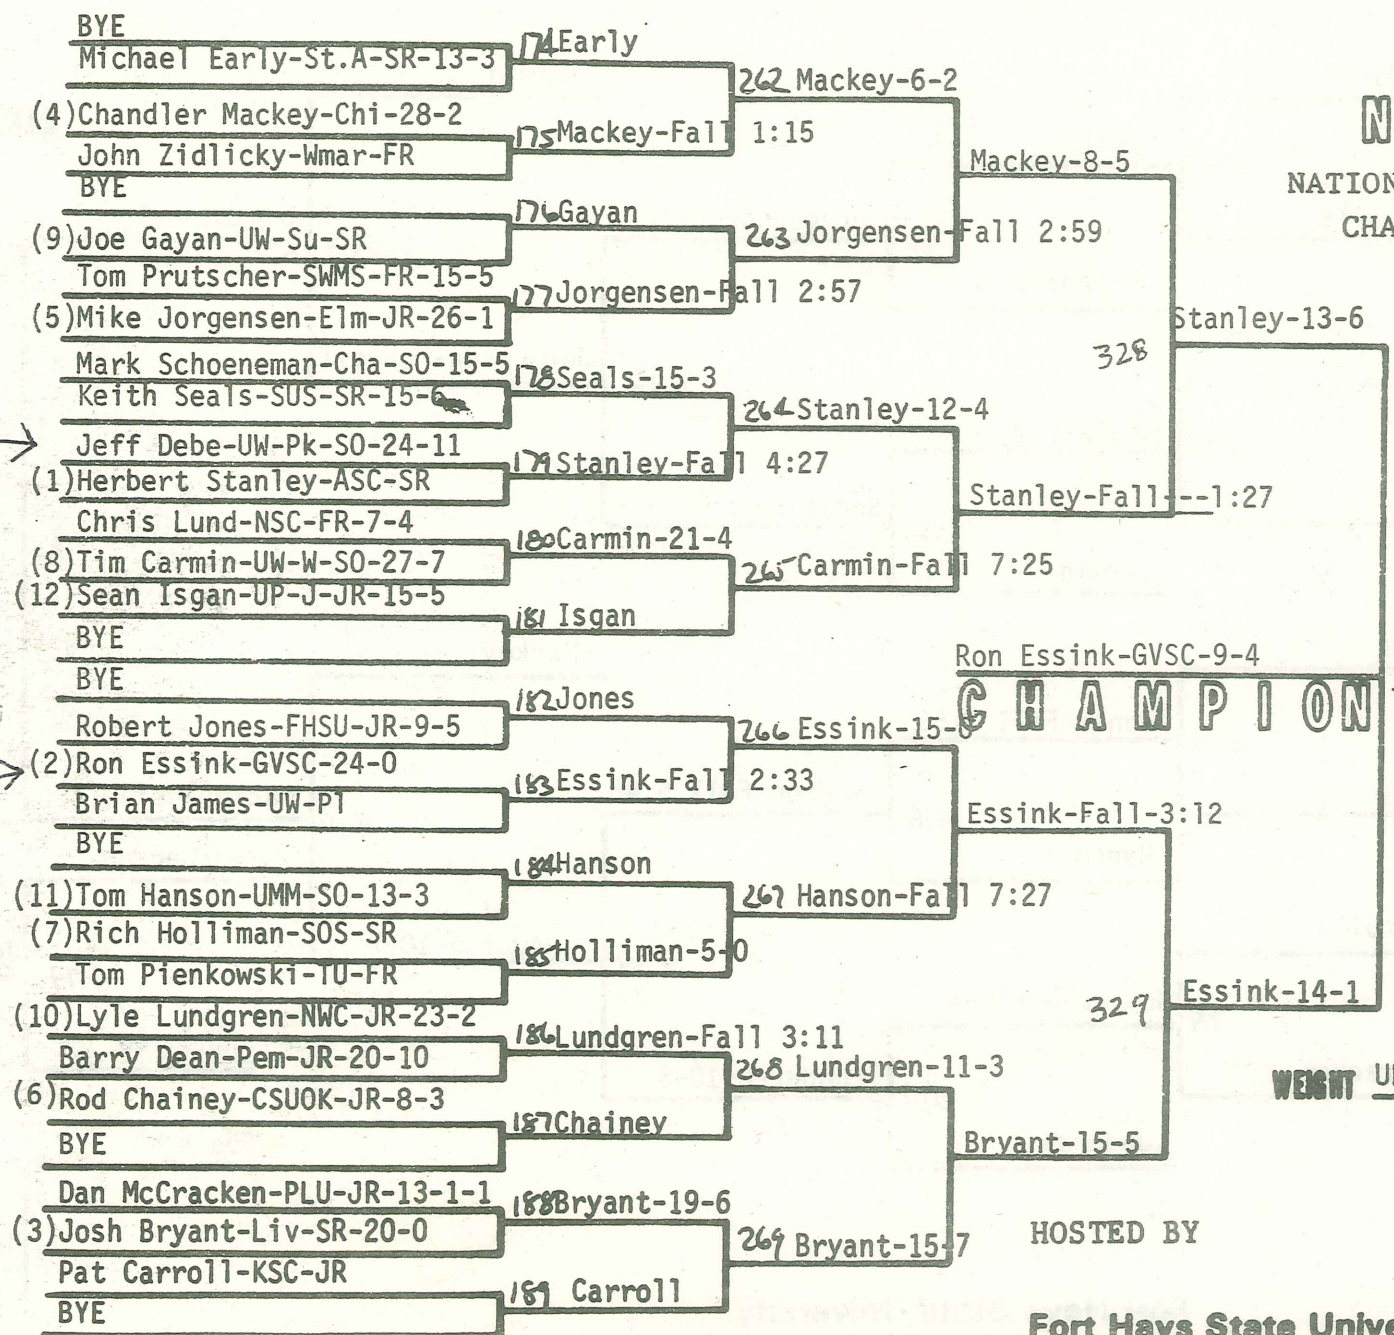 BYE
Michael Early-St.A-SR-13-3
(4)Chandler Mackey-Chi-28-2
John Zidlicky-Wmar-FR
BYE
(9)Joe Gayan-UW-Su-SR
Tom Prutscher-SWMS-FR-15-5
(5)Mike Jorgensen-Elm-JR-26-1
Mark Schoeneman-Cha-SO-15-5
Keith Seals-SUS-SR-15-6
Jeff Debe-UW-Pk-SO-24-11
(1)Herbert Stanley-ASC-SR
Chris Lund-NSC-FR-7-4
(8)Tim Carmin-UW-W-SO-27-7
(12)Sean Isgan-UP-J-JR-15-5
BYE
BYE
Robert Jones-FHSU-JR-9-5
(2)Ron Essink-GVSC-24-0
Brian James-UW-Pl
BYE
(11)Tom Hanson-UMM-SO-13-3
(7)Rich Holliman-SOS-SR
Tom Pienkowski-TU-FR
(10)Lyle Lundgren-NWC-JR-23-2
Barry Dean-Pem-JR-20-10
(6)Rod Chainey-CSUOK-JR-8-3
BYE
Dan McCracken-PLU-JR-13-1-1
(3)Josh Bryant-Liv-SR-20-0
Pat Carroll-KSC-JR
BYE
174 Early
175 Mackey-Fall 1:15
176 Gayan
177 Jorgensen-Fall 2:57
178 Seals-15-3
179 Stanley-Fall 4:27
180 Carmin-21-4
181 Isgan
182 Jones
183 Essink-Fall 2:33
184 Hanson
185 Holliman-5-0
186 Lundgren-Fall 3:11
187 Chainey
188 Bryant-19-6
189 Carroll
262 Mackey-6-2
263 Jorgensen-Fall 2:59
264 Stanley-12-4
265 Carmin-Fall 7:25
266 Essink-15-
267 Hanson-Fall 7:27
268 Lundgren-11-3
269 Bryant-15-7
Mackey-8-5
Stanley-Fall---1:27
Essink-Fall-3:12
Bryant-15-5
328
Stanley-13-6
329
Essink-14-1
Ron Essink-GVSC-9-4
CHAMPION
N
NATION
CHA
WEIGHT U
HOSTED BY
Fort Hays State Unive